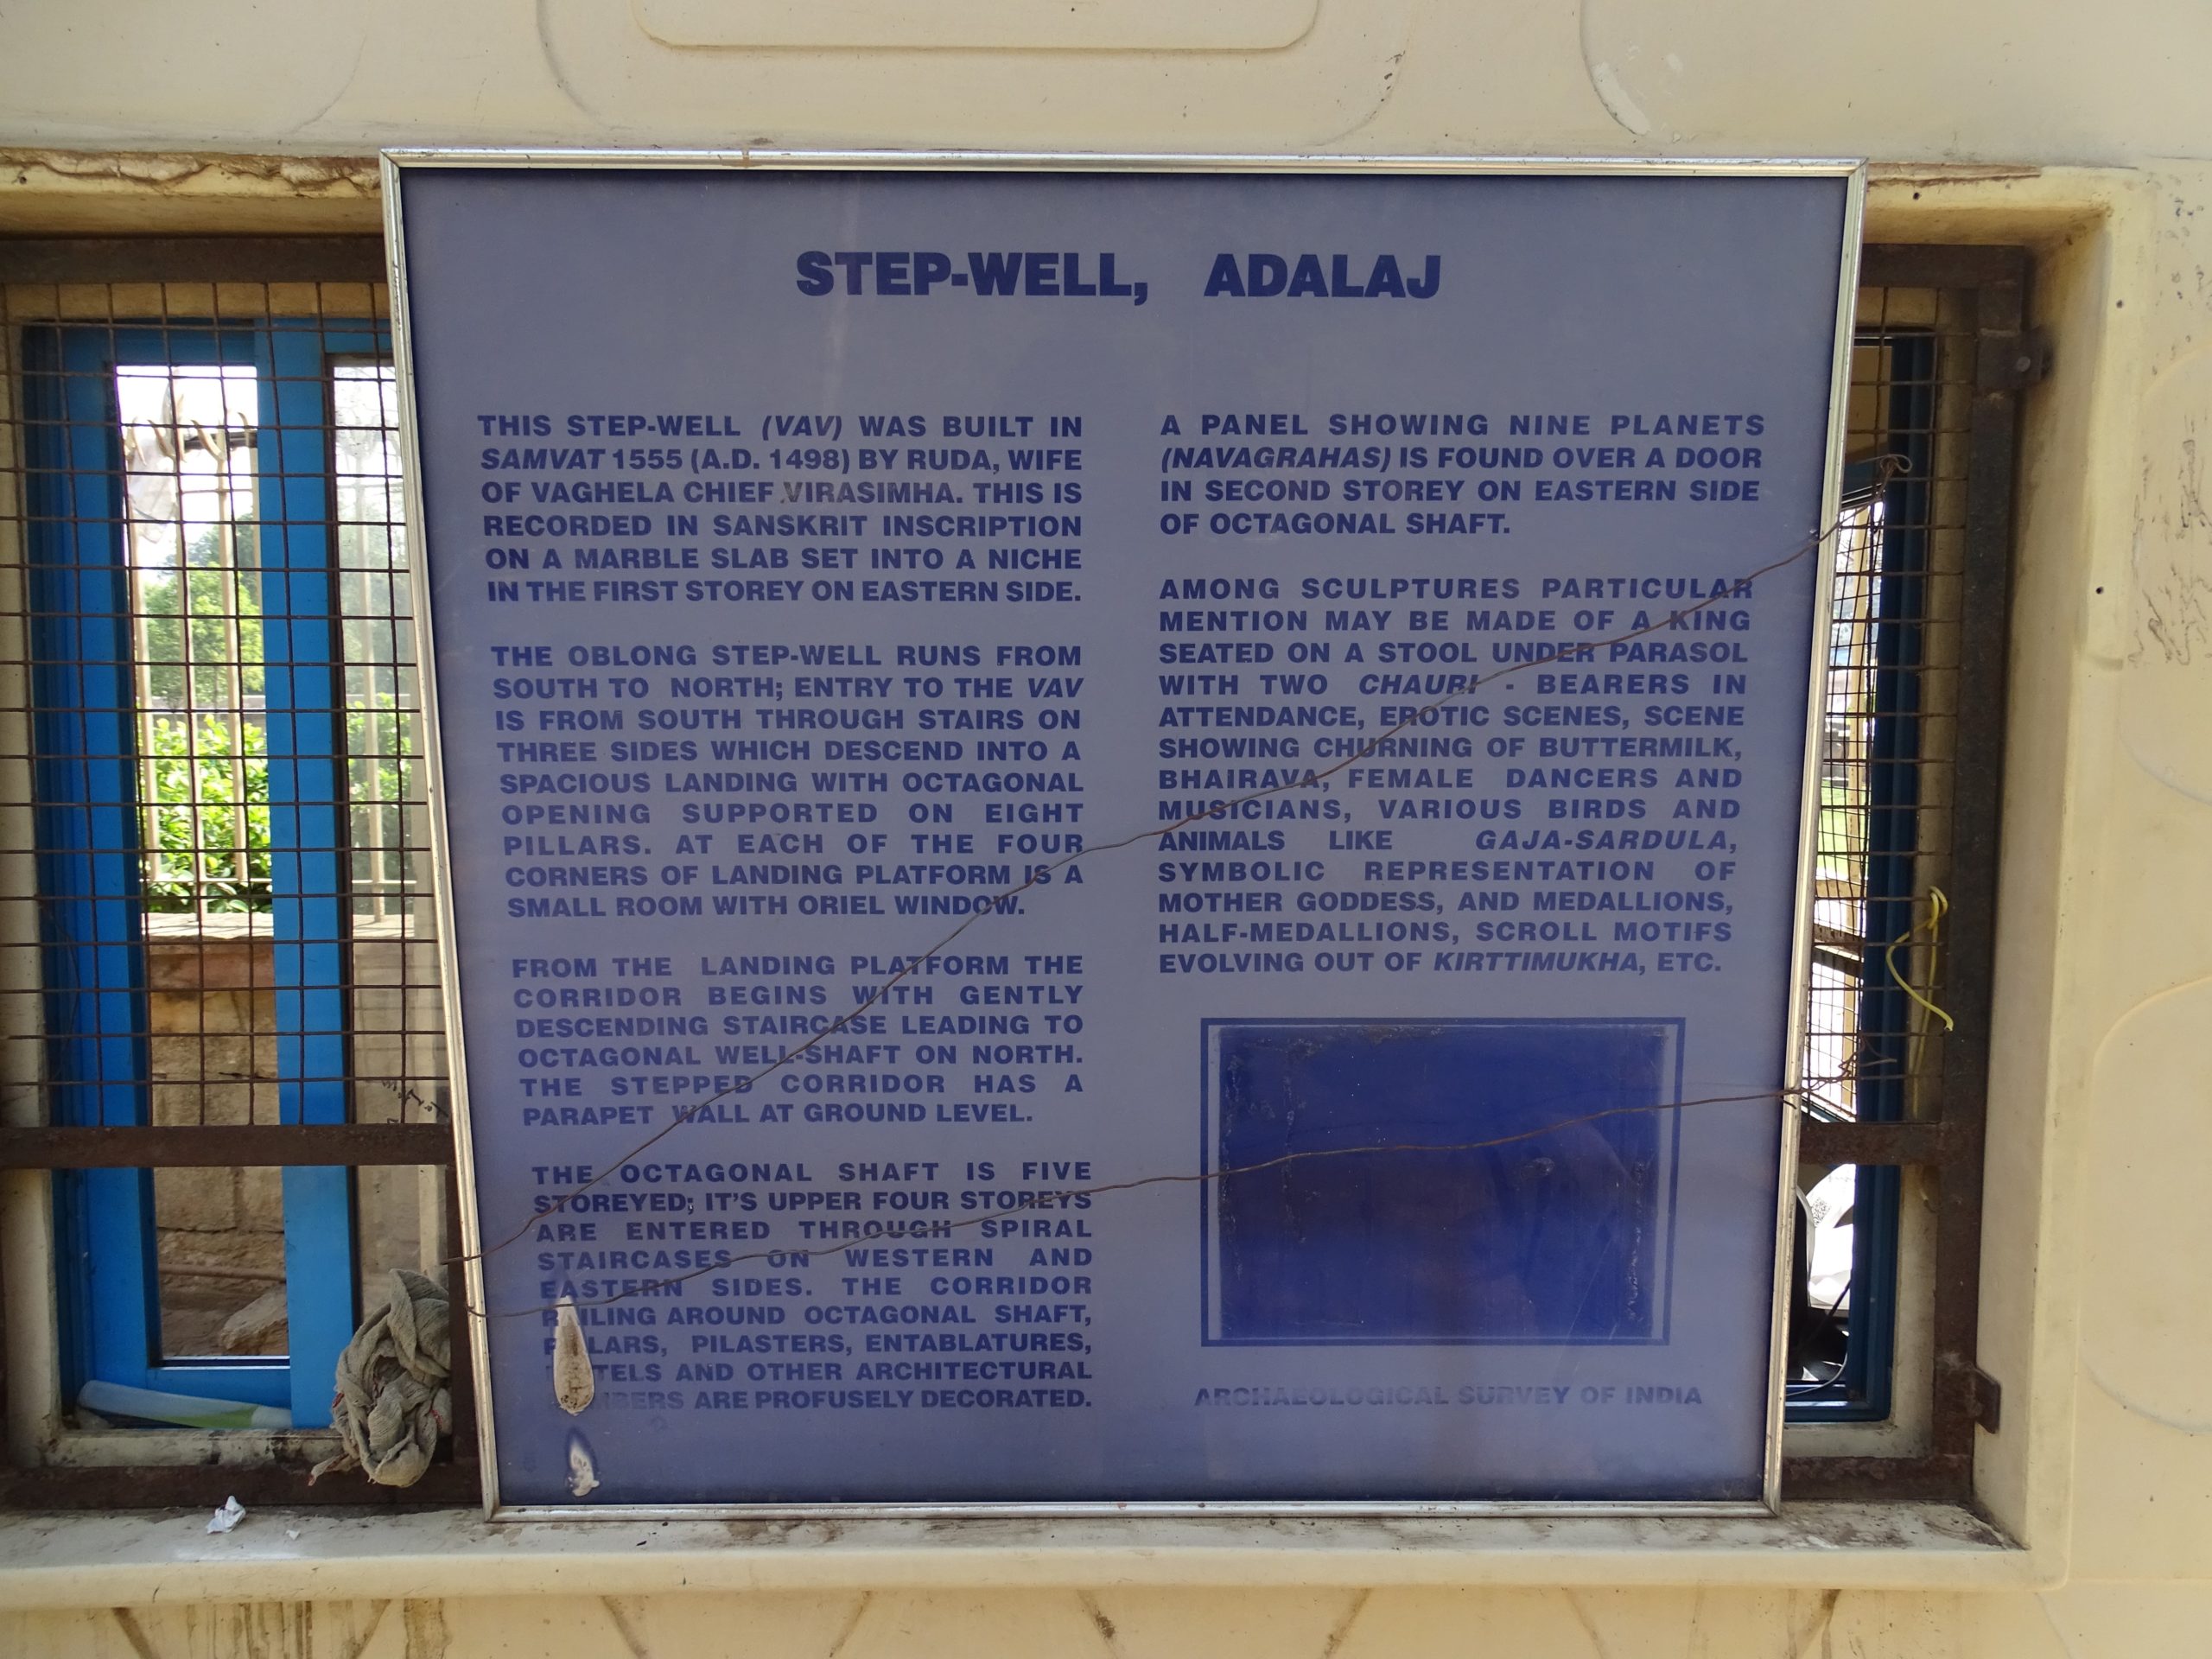 STEP-WELL, ADALAJ
THIS STEP-WELL (VAV) WAS BUILT IN
SAMVAT 1555 (A.D. 1498) BY RUDA, WIFE
OF VAGHELA CHIEF VIRASIMHA. THIS IS
RECORDED IN SANSKRIT INSCRIPTION
ON A MARBLE SLAB SET INTO A NICHE
IN THE FIRST STOREY ON EASTERN SIDE.
THE OBLONG STEP-WELL RUNS FROM
SOUTH TO NORTH; ENTRY TO THE VAV
IS FROM SOUTH THROUGH STAIRS ON
THREE SIDES WHICH DESCEND INTO A
SPACIOUS LANDING WITH OCTAGONAL
OPENING SUPPORTED ON EIGHT
PILLARS. AT EACH OF THE FOUR
CORNERS OF LANDING PLATFORM IS A
SMALL ROOM WITH ORIEL WINDOW.
FROM THE LANDING PLATFORM THE
CORRIDOR BEGINS WITH GENTLY
DESCENDING STAIRCASE LEADING TO
OCTAGONAL WELL-SHAFT ON NORTH.
THE STEPPED CORRIDOR HAS A
PARAPET WALL AT GROUND LEVEL.
THE OCTAGONAL SHAFT IS FIVE
STOREYED; IT'S UPPER FOUR STOREYS
ARE ENTERED THROUGH SPIRAL
STAIRCASES ON WESTERN AND
EASTERN SIDES. THE CORRIDOR
RAILING AROUND OCTAGONAL SHAFT,
PILLARS, PILASTERS, ENTABLATURES,
AND OTHER ARCHITECTURAL
ARE PROFUSELY DECORATED.
A PANEL SHOWING NINE PLANETS
(NAVAGRAHAS) IS FOUND OVER A DOOR
IN SECOND STOREY ON EASTERN SIDE
OF OCTAGONAL SHAFT.
AMONG SCULPTURES PARTICULAR
MENTION MAY BE MADE OF A KING
SEATED ON A STOOL UNDER PARASOL
WITH TWO CHAURI - BEARERS IN
ATTENDANCE, EROTIC SCENES, SCENE
SHOWING CHURNING OF BUTTERMILK,
BHAIRAVA, FEMALE DANCERS AND
MUSICIANS, VARIOUS BIRDS AND
ANIMALS LIKE GAJA-SARDULA,
SYMBOLIC REPRESENTATION OF
MOTHER GODDESS, AND MEDALLIONS,
HALF-MEDALLIONS, SCROLL MOTIFS
EVOLVING OUT OF KIRTTIMUKHA, ETC.
ARCHAEOLOGICAL SURVEY OF INDIA